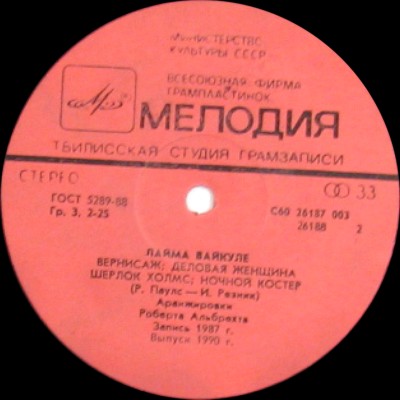 МИНИСТЕРСТВО
КУЛЬТУРЫ СССР
ВСЕСОЮЗНАЯ ФИРМА
ГРАМПЛАСТИНОК
МЕЛОДИЯ
ТБИЛИССКАЯ СТУДИЯ ГРАМЗАПИСИ
СТЕРЕО
33
ГОСТ 5289-88
Гр. 3, 2-25
С60 26187 003
26188 2
ЛАЙМА ВАЙКУЛЕ
ВЕРНИСАЖ; ДЕЛОВАЯ ЖЕНЩИНА
ШЕРЛОК ХОЛМС; НОЧНОЙ КОСТЕР
(Р. Паулс — И. Резник)
Аранжировки
Роберта Альбрехта
Запись 1987 г.
Выпуск 1990 г.